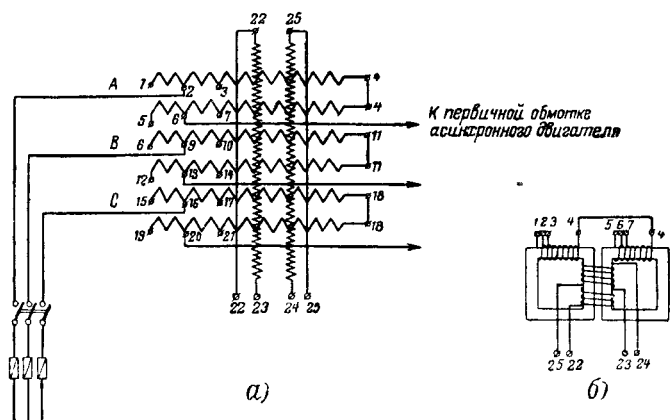 22 25
A 1 2 3 4
5 6 7 4
К первичной обмотке
асинхронного двигателя
B 6 9 10 11
12 13 14 11
C 15 16 17 18
19 20 21 18
22 23 24 25
1 2 3 4 5 6 7 4
25 22 23 24
а) б)